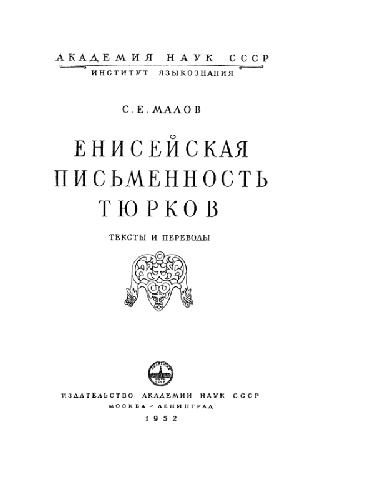 АКАДЕМИЯ НАУК СССР
ИНСТИТУТ ЯЗЫКОЗНАНИЯ
С.Е.МАЛОВ
ЕНИСЕЙСКАЯ
ПИСЬМЕННОСТЬ
ТЮРКОВ
ТЕКСТЫ И ПЕРЕВОДЫ
ИЗДАТЕЛЬСТВО АКАДЕМИИ НАУК СССР
МОСКВА · ЛЕНИНГРАД
1952